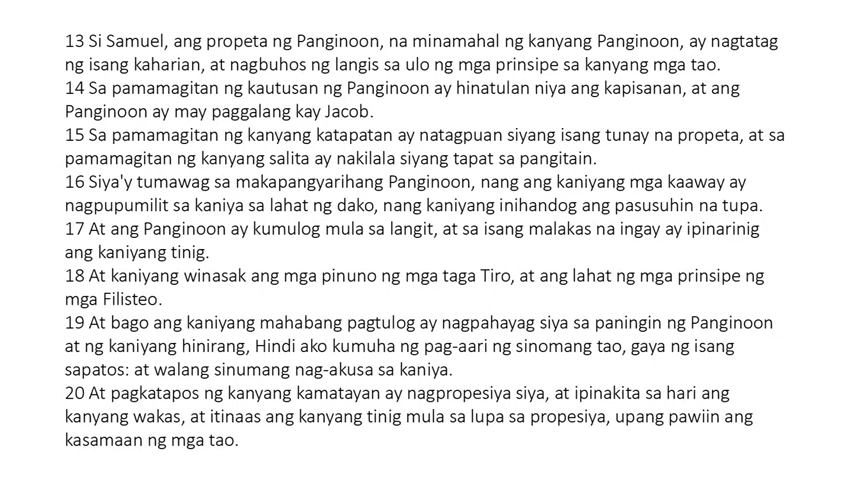 13 Si Samuel, ang propeta ng Panginoon, na minamahal ng kanyang Panginoon, ay nagtatag
ng isang kaharian, at nagbuhos ng langis sa ulo ng mga prinsipe sa kanyang mga tao.
14 Sa pamamagitan ng kautusan ng Panginoon ay hinatulan niya ang kapisanan, at ang
Panginoon ay may paggalang kay Jacob.
15 Sa pamamagitan ng kanyang katapatan ay natagpuan siyang isang tunay na propeta, at sa
pamamagitan ng kanyang salita ay nakilala siyang tapat sa pangitain.
16 Siya'y tumawag sa makapangyarihang Panginoon, nang ang kaniyang mga kaaway ay
nagpupumilit sa kaniya sa lahat ng dako, nang kaniyang inihandog ang pasusuhin na tupa.
17 At ang Panginoon ay kumulog mula sa langit, at sa isang malakas na ingay ay ipinarinig
ang kaniyang tinig.
18 At kaniyang winasak ang mga pinuno ng mga taga Tiro, at ang lahat ng mga prinsipe ng
mga Filisteo.
19 At bago ang kaniyang mahabang pagtulog ay nagpahayag siya sa paningin ng Panginoon
at ng kaniyang hinirang, Hindi ako kumuha ng pag-aari ng sinomang tao, gaya ng isang
sapatos: at walang sinumang nag-akusa sa kaniya.
20 At pagkatapos ng kanyang kamatayan ay nagpropesiya siya, at ipinakita sa hari ang
kanyang wakas, at itinaas ang kanyang tinig mula sa lupa sa propesiya, upang pawiin ang
kasamaan ng mga tao.